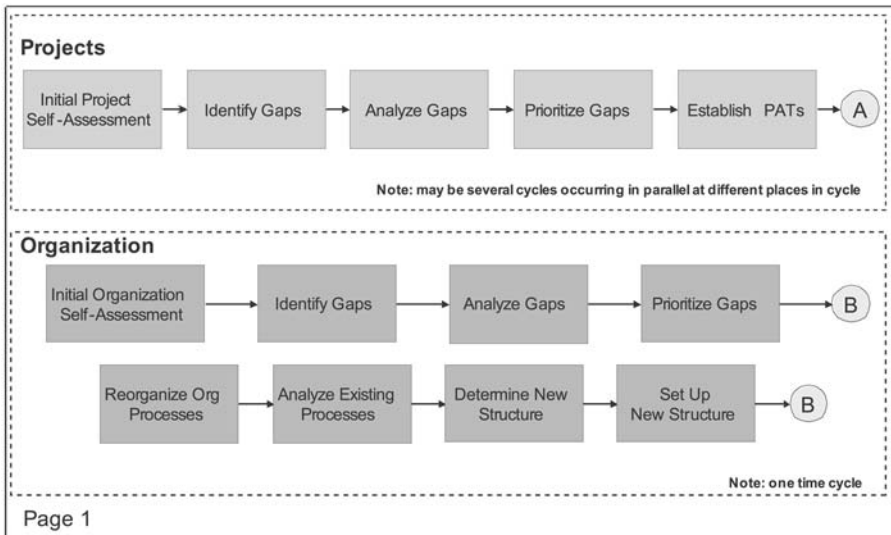 Projects
Initial Project
Self-Assessment
Identify Gaps
Analyze Gaps
Prioritize Gaps
Establish PATs
A
Note: may be several cycles occurring in parallel at different places in cycle
Organization
Initial Organization
Self-Assessment
Identify Gaps
Analyze Gaps
Prioritize Gaps
B
Reorganize Org
Processes
Analyze Existing
Processes
Determine New
Structure
Set Up
New Structure
B
Note: one time cycle
Page 1